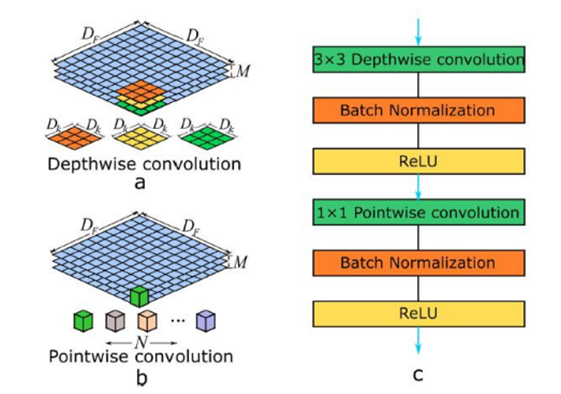 D_F D_F
M
D_k D_k D_k D_k D_k D_k
Depthwise convolution
a
D_F D_F
M
...
N
Pointwise convolution
b
3×3 Depthwise convolution
Batch Normalization
ReLU
1×1 Pointwise convolution
Batch Normalization
ReLU
c